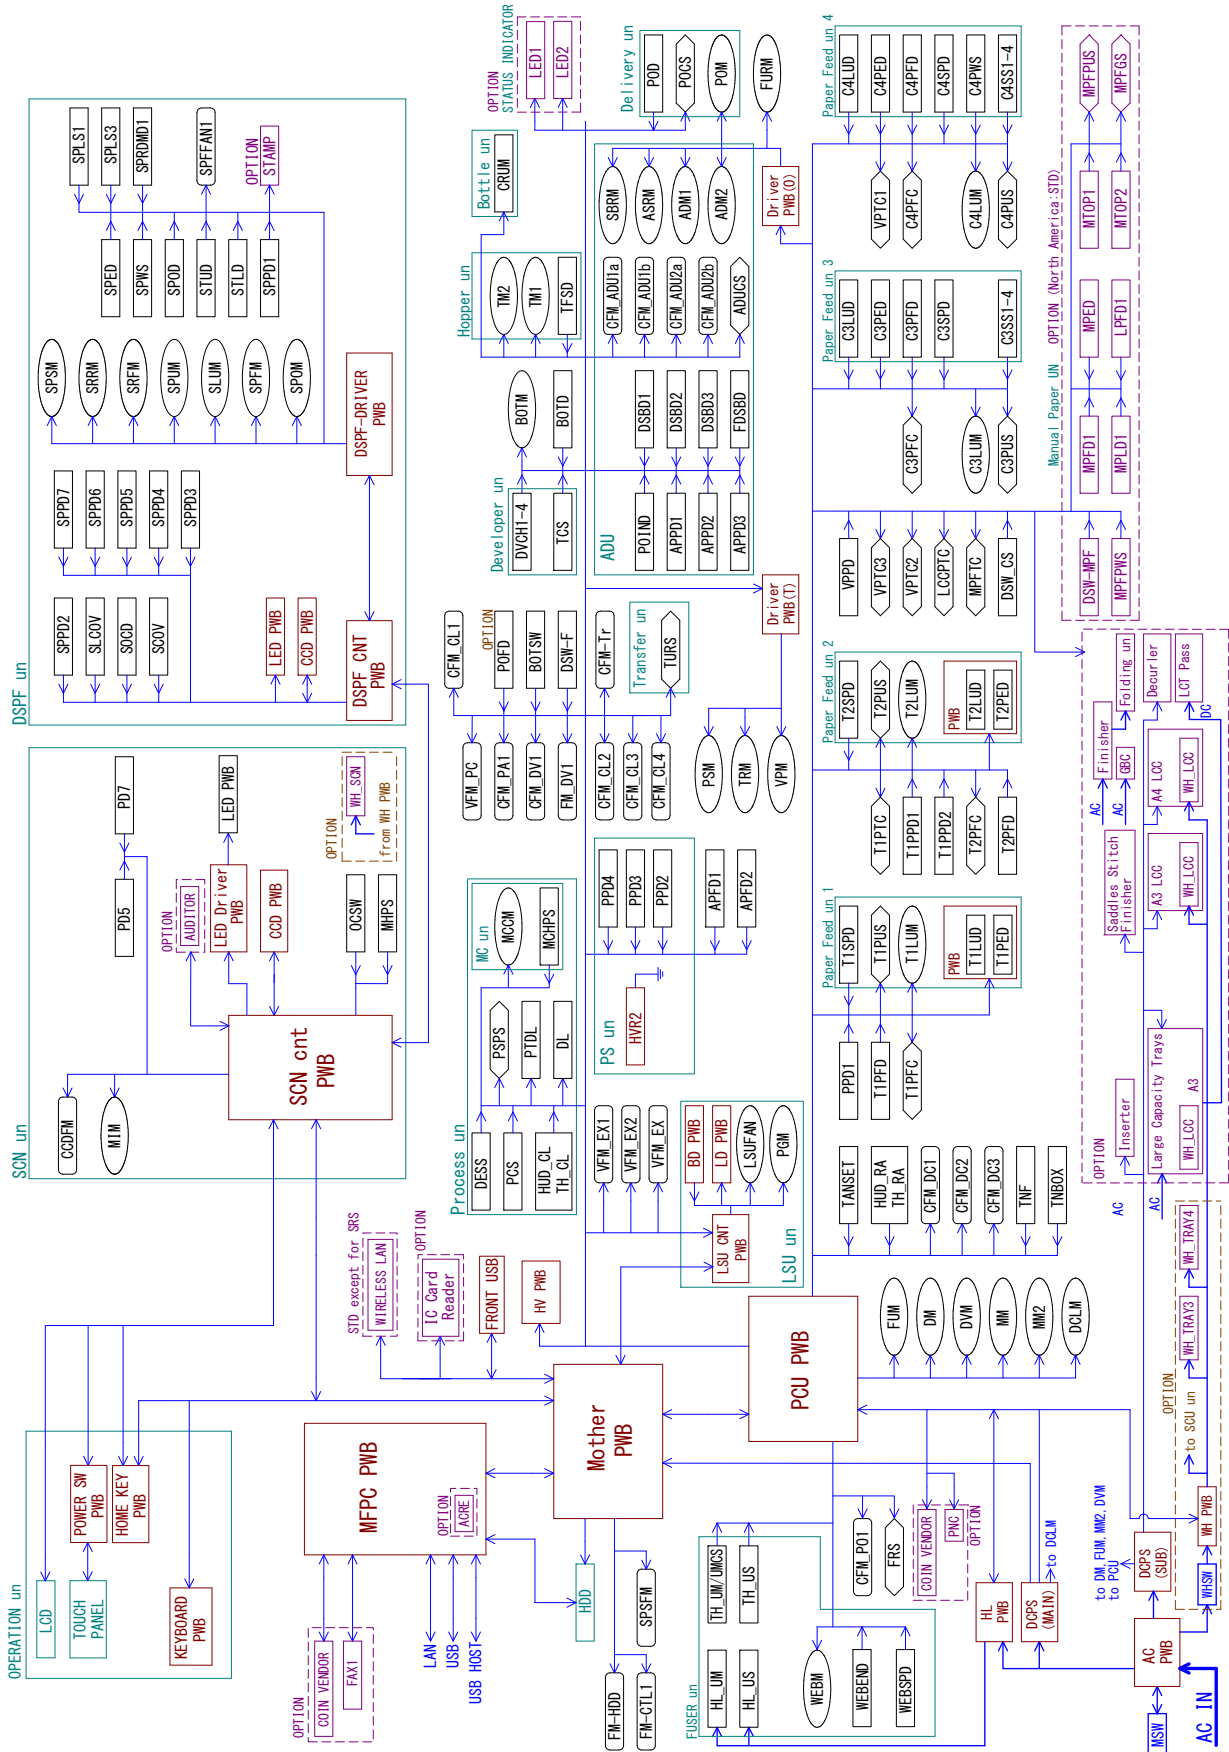 OPERATION un
LCD
TOUCH
PANEL
POWER SW
PWB
HOME KEY
PWB
KEYBOARD
PWB
OPTION
COIN VENDOR
FAX1
LAN
USB
USB HOST
MFPC PWB
OPTION
ACRE
HDD
FM-HDD
FM-CTL1
SPSFM
Mother
PWB
STD except for SRS
WIRELESS LAN
OPTION
IC Card
Reader
FRONT USB
HV PWB
SCN un
CCDFM
MIM
SCN cnt
PWB
PD5
PD7
OPTION
AUDITOR
LED Driver
PWB
LED PWB
CCD PWB
OCSW
MHPS
OPTION
WH_SCN
from WH PWB
DSPF un
SPPD2
SLCOV
SOCD
SCOV
SPPD7
SPPD6
SPPD5
SPPD4
SPPD3
LED PWB
CCD PWB
DSPF CNT
PWB
DSPF-DRIVER
PWB
SPSM
SRRM
SRFM
SPUM
SLUM
SPFM
SPOM
SPED
SPWS
SPOD
STUD
STLD
SPPD1
SPLS1
SPLS3
SPRDMD1
SPFFAN1
OPTION
STAMP
Process un
DESS
PCS
HUD_CL
TH_CL
PSPS
PTDL
DL
MC un
MCCM
MCHPS
VFM_EX1
VFM_EX2
VFM_EX
PS un
HVR2
PPD4
PPD3
PPD2
APFD1
APFD2
LSU un
LSU CNT
PWB
BD PWB
LD PWB
LSUFAN
PGM
CFM_CL1
OPTION
VFM_PC
CFM_PA1
CFM_DV1
FM_DV1
POFD
BOTSW
DSW-F
CFM_CL2
CFM_CL3
CFM_CL4
CFM-Tr
Transfer un
TURS
PSM
TRM
VPM
Driver
PWB(T)
Developer un
DVCH1-4
TCS
BOTM
BOTD
Hopper un
TM2
TM1
TFSD
Bottle un
CRUM
OPTION
STATUS INDICATOR
LED1
LED2
ADU
POIND
APPD1
APPD2
APPD3
DSBD1
DSBD2
DSBD3
FDSBD
CFM_ADU1a
CFM_ADU1b
CFM_ADU2a
CFM_ADU2b
ADUCS
SBRM
ASRM
ADM1
ADM2
Delivery un
POD
POCS
POM
FURM
Driver
PWB(O)
PCU PWB
FUM
DM
DVM
MM
MM2
DCLM
TANSET
HUD_RA
TH_RA
CFM_DC1
CFM_DC2
CFM_DC3
TNF
TNBOX
PPD1
T1PFD
T1PFC
Paper Feed un 1
T1SPD
T1PUS
T1LUM
PWB
T1LUD
T1PED
T1PTC
T1PPD1
T1PPD2
T2PFC
T2PFD
Paper Feed un 2
T2SPD
T2PUS
T2LUM
PWB
T2LUD
T2PED
VPPD
VPTC3
VPTC2
LCCPTC
MPFTC
DSW_CS
C3PFC
C3LUM
C3PUS
Paper Feed un 3
C3LUD
C3PED
C3PFD
C3SPD
C3SS1-4
VPTC1
C4PFC
C4LUM
C4PUS
Paper Feed un 4
C4LUD
C4PED
C4PFD
C4SPD
C4PWS
C4SS1-4
Manual Paper UN OPTION (North America:STD)
DSW-MPF
MPFPWS
MPFD1
MPLD1
MPED
LPFD1
MTOP1
MTOP2
MPFPUS
MPFGS
FUSER un
HL_UM
HL_US
TH_UM/UMCS
TH_US
WEBM
WEBEND
WEBSPD
CFM_PO1
FRS
COIN VENDOR
PNC
OPTION
HL
PWB
DCPS
(MAIN)
to DCLM
to DM, FUM, MM2, DVM
to PCU
DCPS
(SUB)
AC
PWB
MSW
AC IN
WHSW
WH PWB
OPTION
to SCU un
WH_TRAY3
WH_TRAY4
OPTION
AC
AC
Inserter
Large Capacity Trays
A3
WH_LCC
Saddles Stitch
Finisher
A3 LCC
WH_LCC
A4 LCC
WH_LCC
AC
AC
Finisher
GBC
Folding un
Decurler
LCT Pass
DC